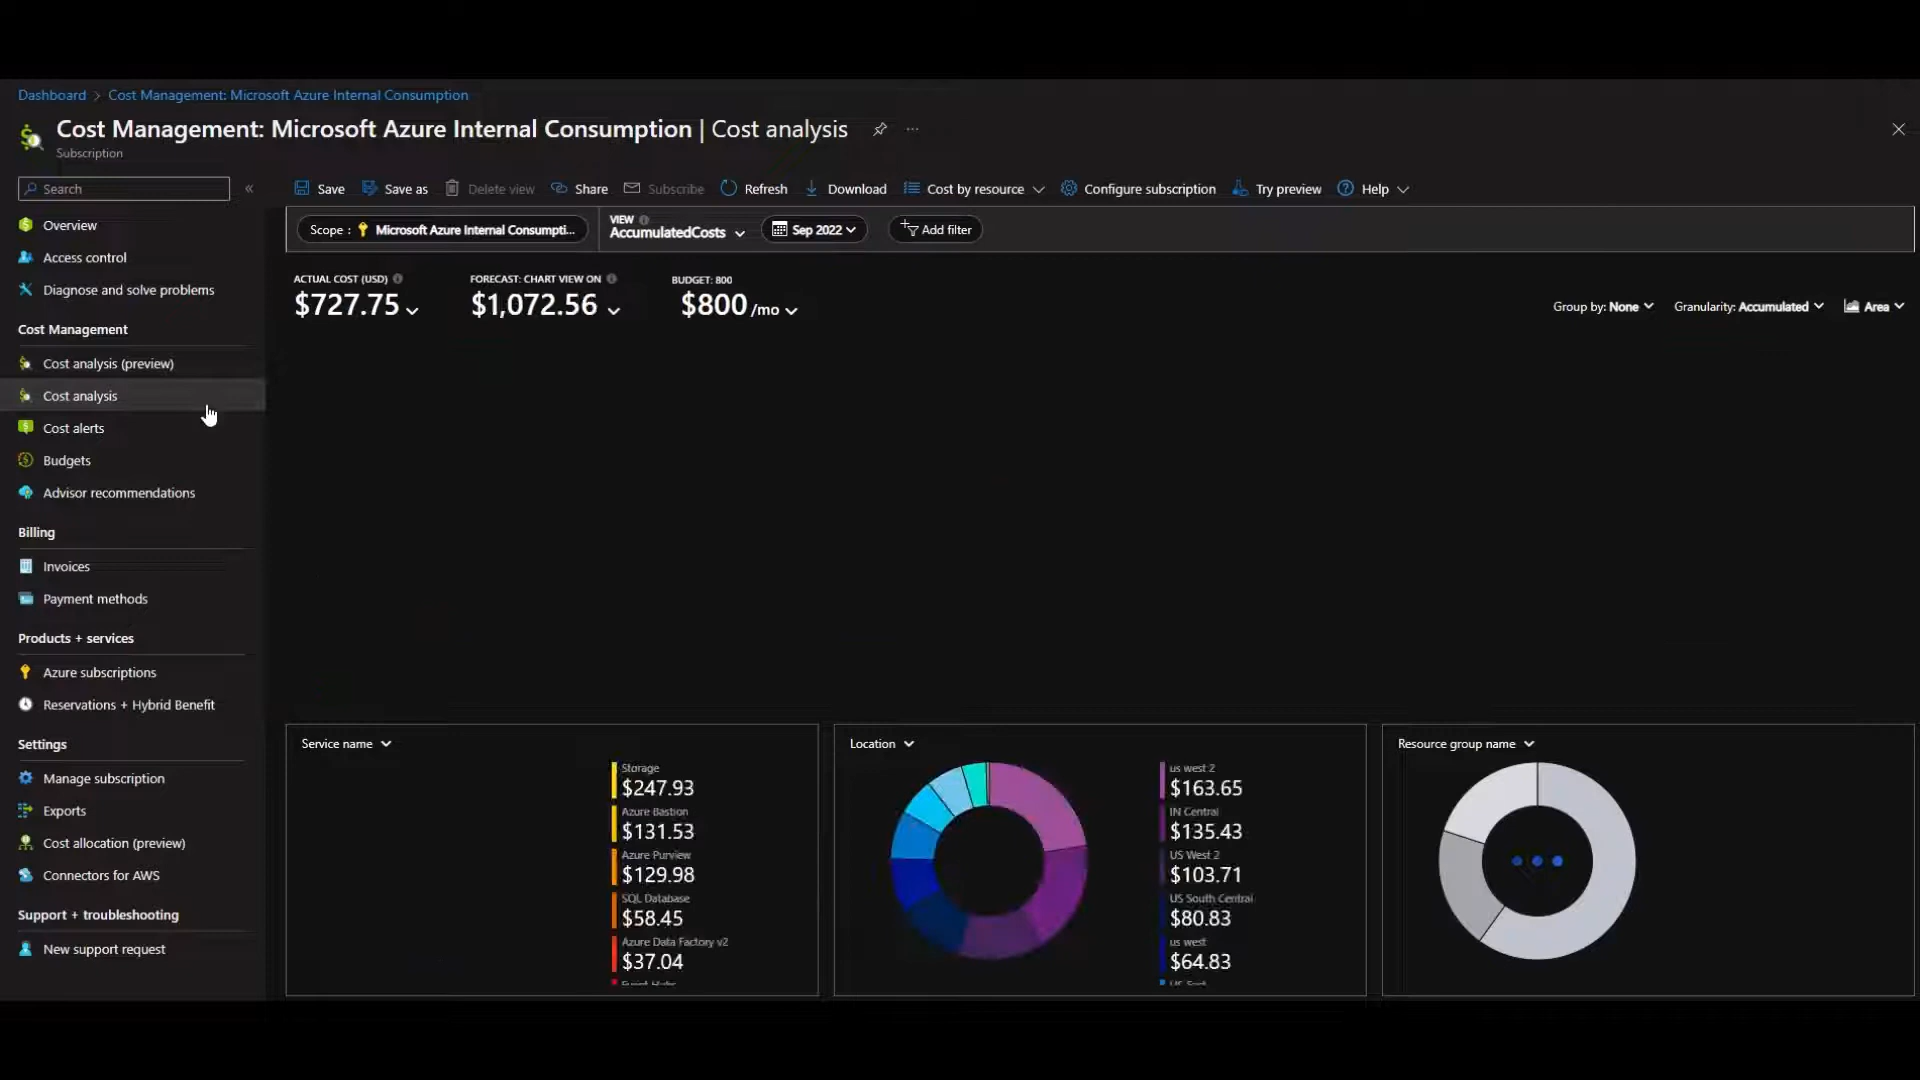 Dashboard > Cost Management: Microsoft Azure Internal Consumption
Cost Management: Microsoft Azure Internal Consumption | Cost analysis
Subscription
Search
Save
Save as
Delete view
Share
Subscribe
Refresh
Download
Cost by resource
Configure subscription
Try preview
Help
Overview
Access control
Diagnose and solve problems
Cost Management
Cost analysis (preview)
Cost analysis
Cost alerts
Budgets
Advisor recommendations
Billing
Invoices
Payment methods
Products + services
Azure subscriptions
Reservations + Hybrid Benefit
Settings
Manage subscription
Exports
Cost allocation (preview)
Connectors for AWS
Support + troubleshooting
New support request
Scope : Microsoft Azure Internal Consumpti...
VIEW
AccumulatedCosts
Sep 2022
Add filter
ACTUAL COST (USD)
$727.75
FORECAST: CHART VIEW ON
$1,072.56
BUDGET: 800
$800 /mo
Group by: None
Granularity: Accumulated
Area
Service name
Storage
$247.93
Azure Bastion
$131.53
Azure Purview
$129.98
SQL Database
$58.45
Azure Data Factory v2
$37.04
Location
us west 2
$163.65
IN Central
$135.43
US West 2
$103.71
US South Central
$80.83
us west
$64.83
Resource group name